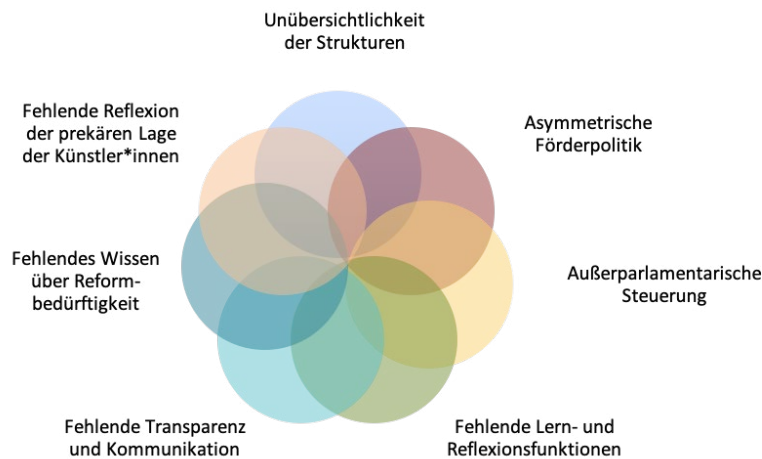 Unübersichtlichkeit
der Strukturen
Fehlende Reflexion
der prekären Lage
der Künstler*innen
Asymmetrische
Förderpolitik
Fehlendes Wissen
über Reform-
bedürftigkeit
Außerparlamentarische
Steuerung
Fehlende Transparenz
und Kommunikation
Fehlende Lern- und
Reflexionsfunktionen